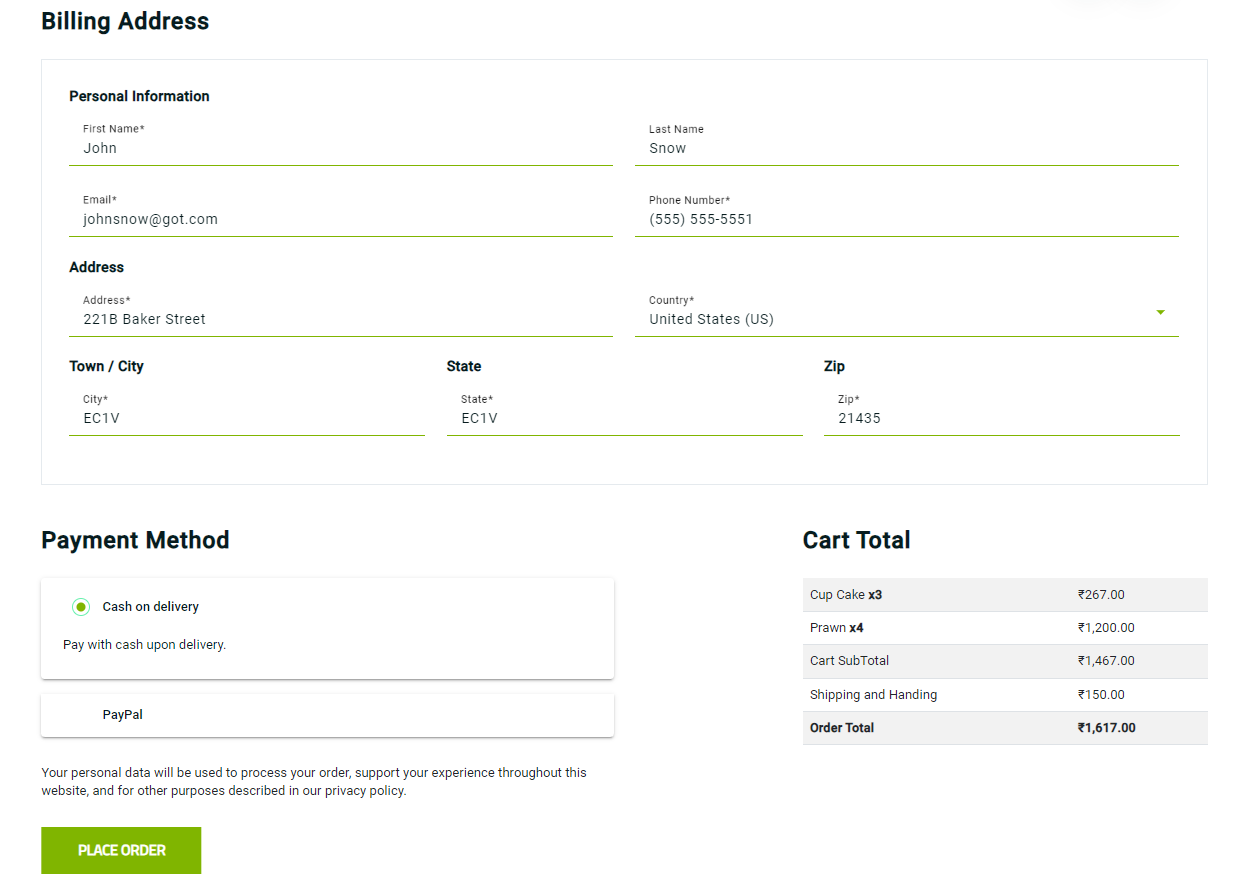 Billing Address
Personal Information
First Name*
John
Last Name
Snow
Email*
johnsnow@got.com
Phone Number*
(555) 555-5551
Address
Address*
221B Baker Street
Country*
United States (US)
Town / City
City*
EC1V
State
State*
EC1V
Zip
Zip*
21435
Payment Method
Cash on delivery
Pay with cash upon delivery.
PayPal
Your personal data will be used to process your order, support your experience throughout this
website, and for other purposes described in our privacy policy.
PLACE ORDER
Cart Total
Cup Cake x3 ₹267.00
Prawn x4 ₹1,200.00
Cart SubTotal ₹1,467.00
Shipping and Handing ₹150.00
Order Total ₹1,617.00